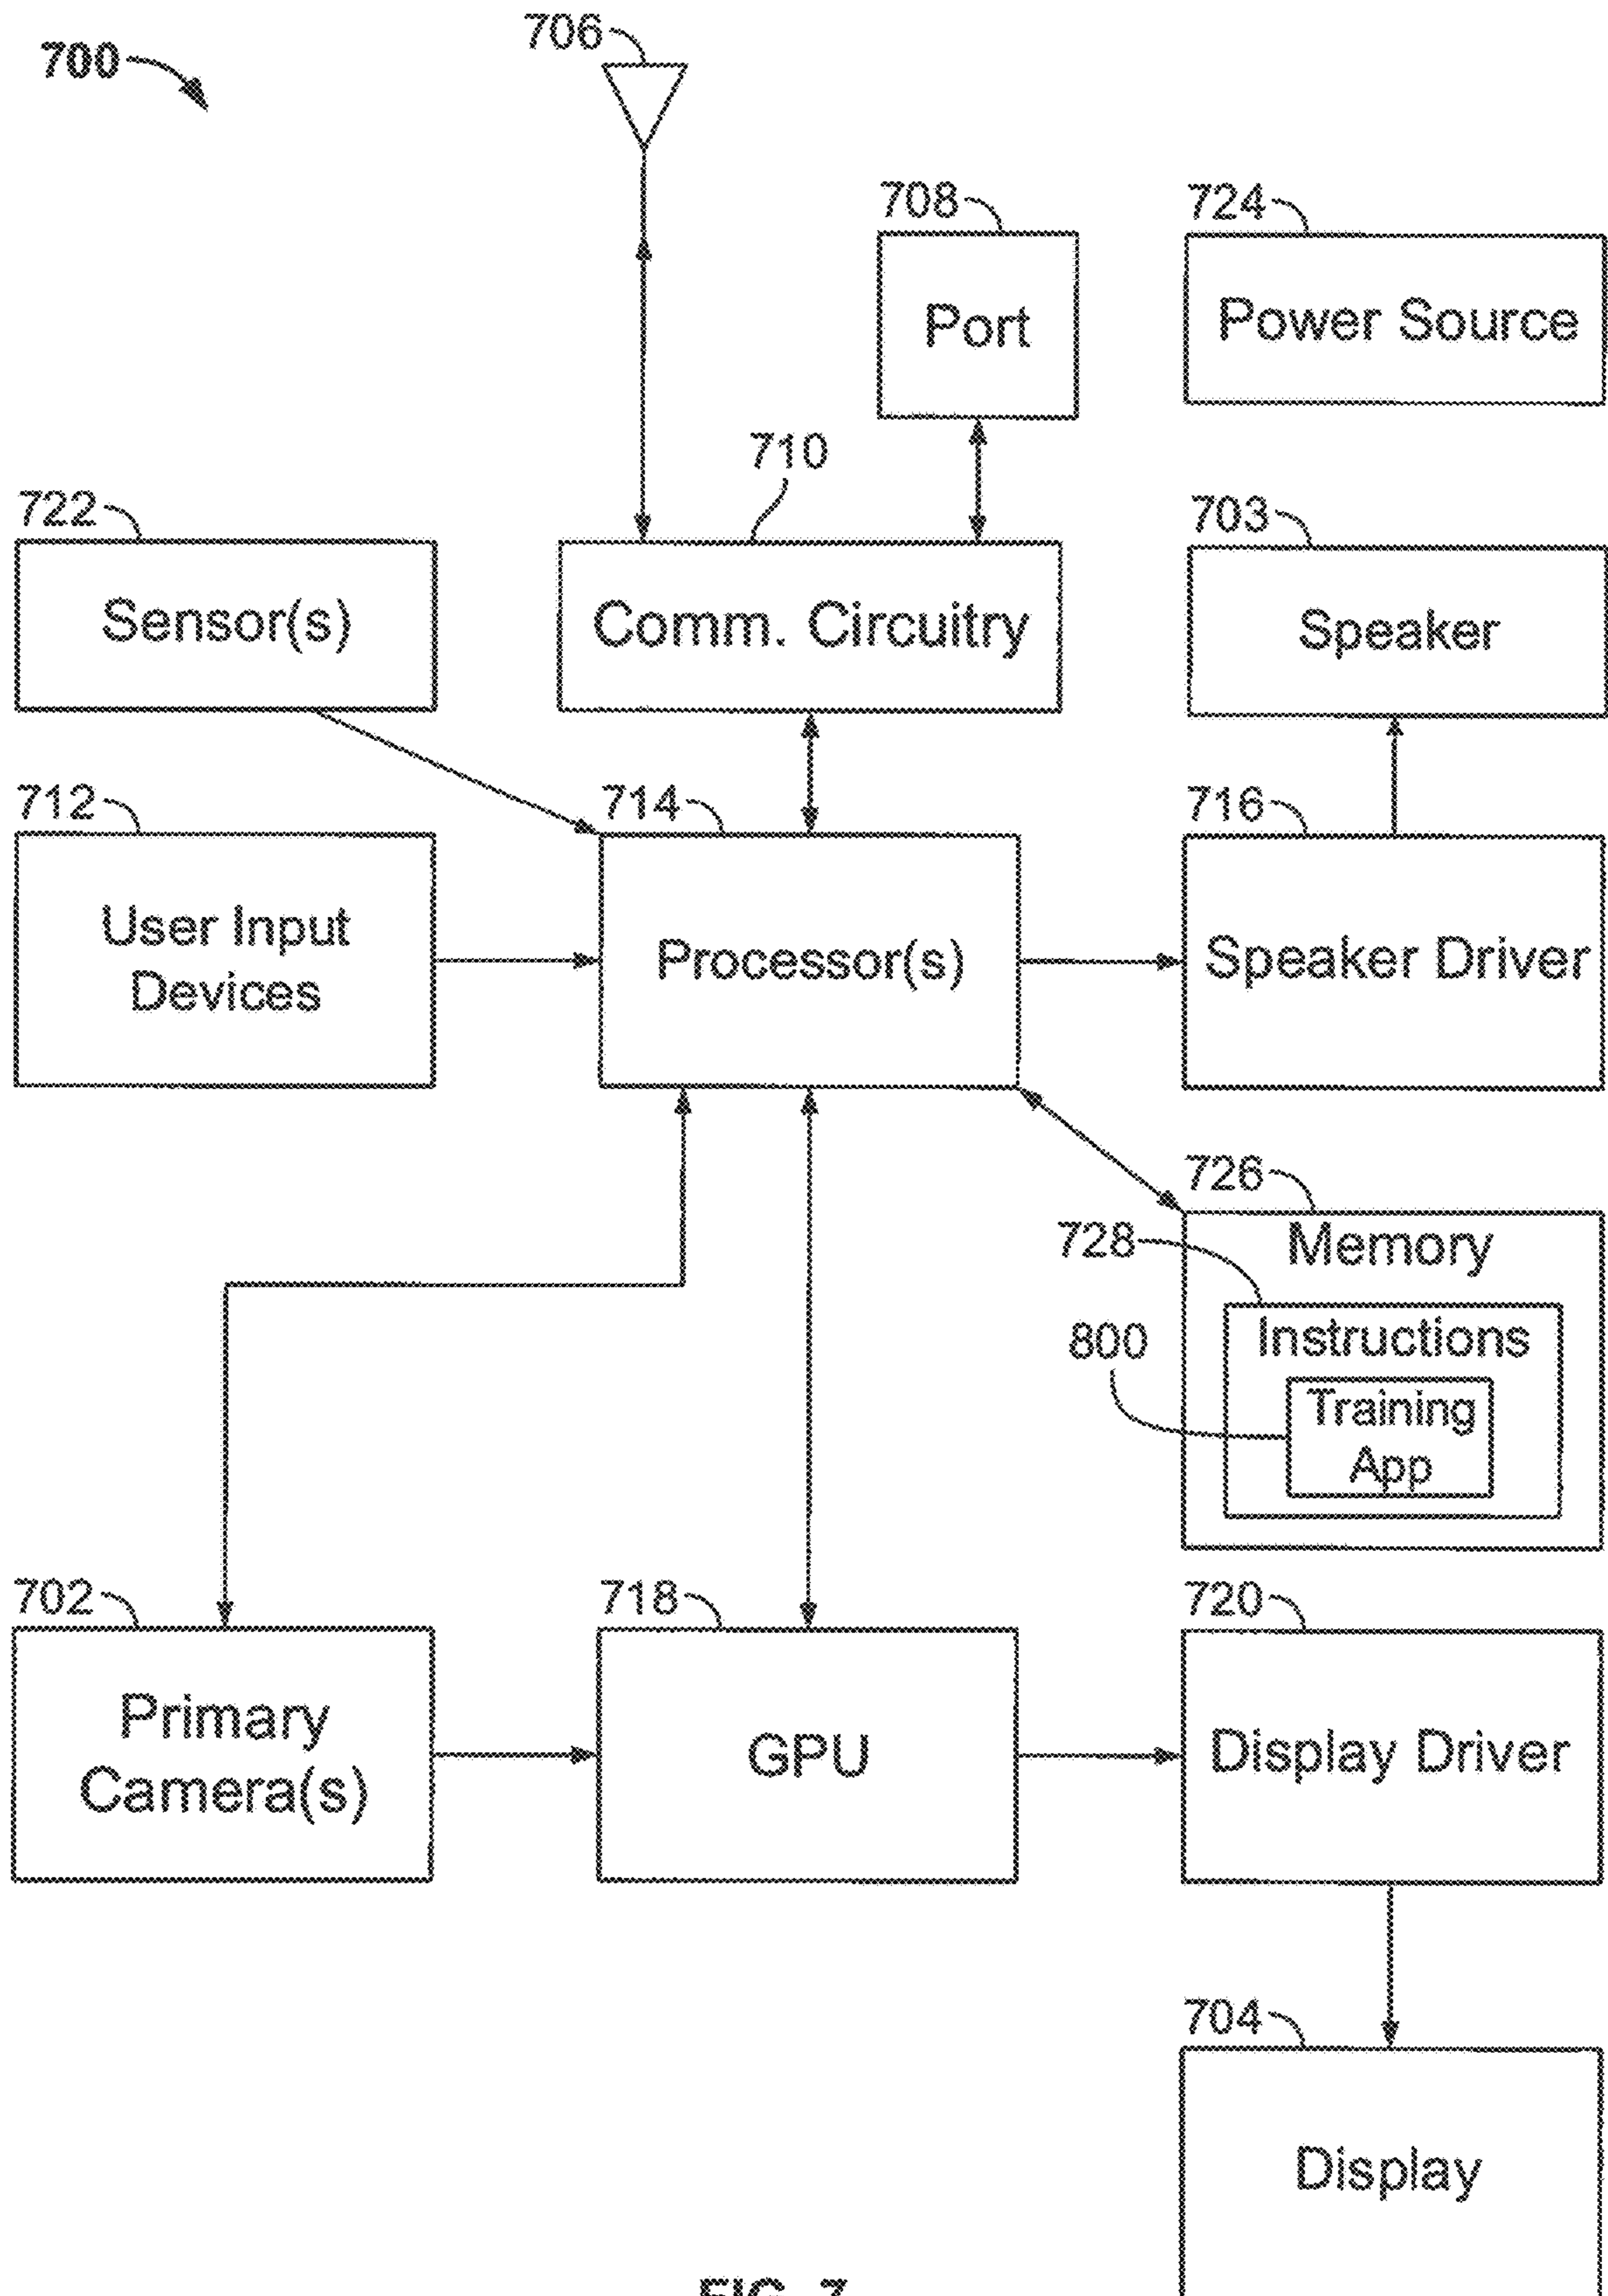 700
706
708
Port
724
Power Source
710
722
Sensor(s)
Comm. Circuitry
703
Speaker
712
User Input
Devices
714
Processor(s)
716
Speaker Driver
726
Memory
728
Instructions
800
Training
App
702
Primary
Camera(s)
718
GPU
720
Display Driver
704
Display
FIG. 7